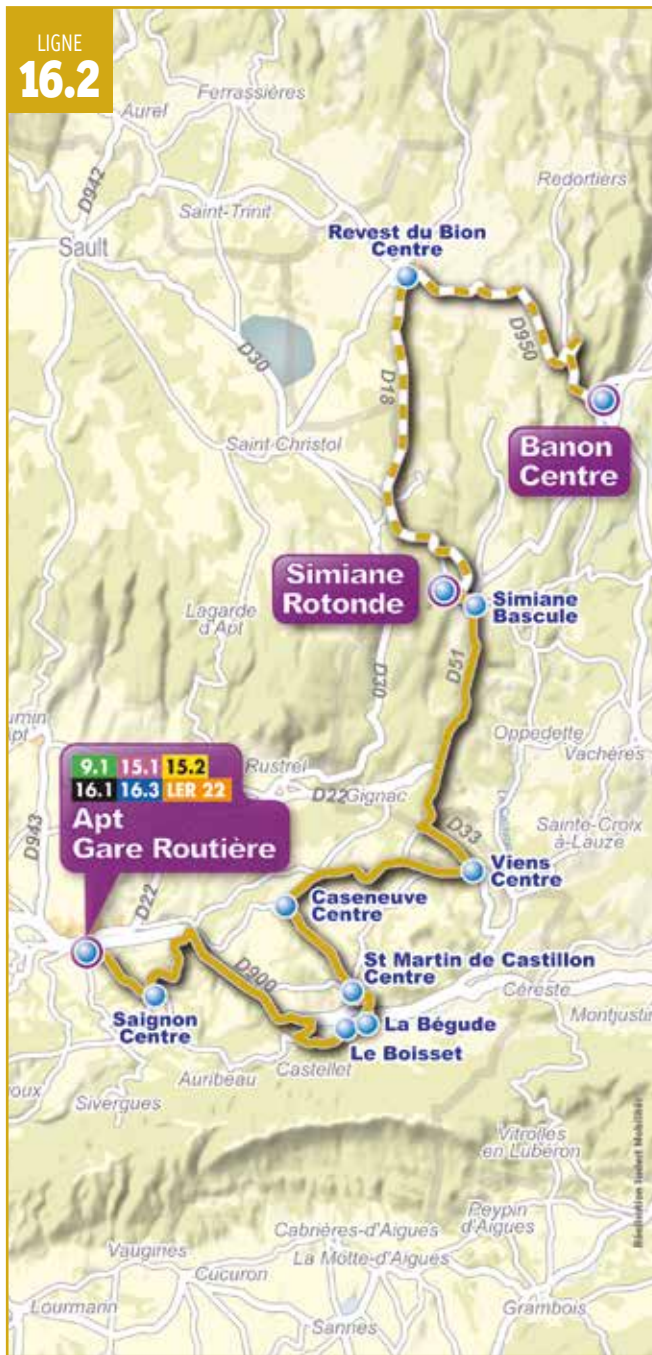 LIGNE
16.2
Ferrassières
Aurel
D942
Redortiers
Saint-Trinit
Revest du Bion
Centre
Sault
D950
D30
D18
Banon
Centre
Saint-Christol
Simiane
Rotonde
Simiane
Bascule
Lagarde
d'Apt
D51
D30
Oppedette
Vachères
9.1 15.1 15.2
16.1 16.3 LER 22
Apt
Gare Routière
Rustrel
D22
Gignac
D943
D33
Sainte-Croix
à-Lauze
D22
Viens
Centre
Caseneuve
Centre
St Martin de Castillon
Centre
D900
Céreste
Saignon
Centre
La Bégude
Montjustin
Le Boisset
Castellet
Auribeau
Sivergues
Vitrolles
en Lubéron
Peypin
d'Aigues
Cabrières-d'Aigues
Vaugines
La Motte-d'Aigues
Cucuron
Lourmarin
Grambois
Sannes